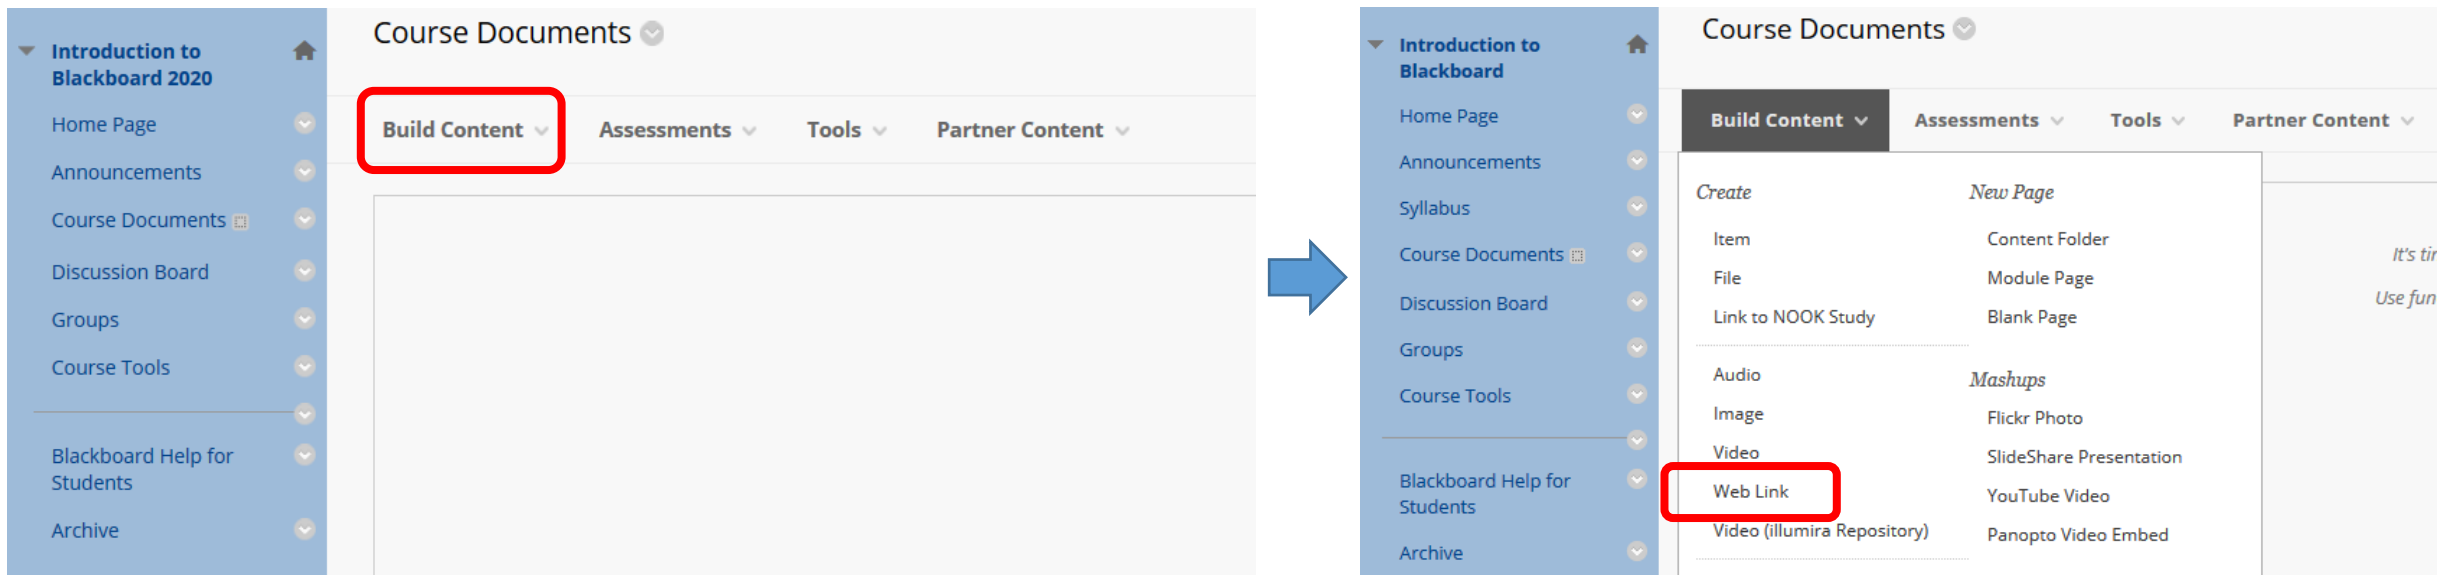 Introduction to
Blackboard 2020
Home Page
Announcements
Course Documents
Discussion Board
Groups
Course Tools
Blackboard Help for
Students
Archive
Course Documents
Build Content
Assessments
Tools
Partner Content
Introduction to
Blackboard
Home Page
Announcements
Syllabus
Course Documents
Discussion Board
Groups
Course Tools
Blackboard Help for
Students
Archive
Course Documents
Build Content
Assessments
Tools
Partner Content
Create
Item
File
Link to NOOK Study
Audio
Image
Video
Web Link
Video (illumira Repository)
New Page
Content Folder
Module Page
Blank Page
Mashups
Flickr Photo
SlideShare Presentation
YouTube Video
Panopto Video Embed
It's
Use